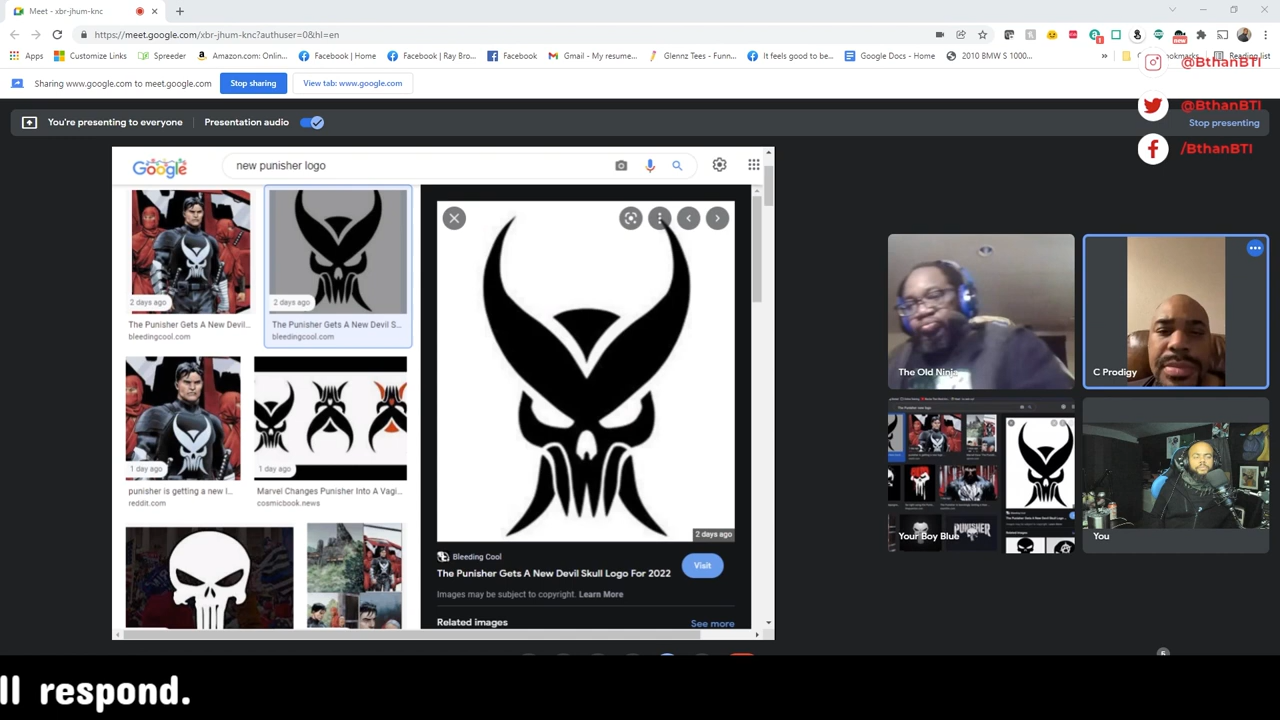 Meet - xbr-jhum-knc
https://meet.google.com/xbr-jhum-knc?authuser=0&hl=en
Apps
Customize Links
Spreeder
Amazon.com: Onlin...
Facebook | Home
Facebook | Ray Bro...
Facebook
Gmail - My resume...
Glennz Tees - Funn...
It feels good to be...
Google Docs - Home
2010 BMW S 1000...
Reading list
@BthanBTI
Sharing www.google.com to meet.google.com
Stop sharing
View tab: www.google.com
@BthanBTI
You're presenting to everyone
Presentation audio
Stop presenting
/BthanBTI
Google
new punisher logo
2 days ago
The Punisher Gets A New Devil...
bleedingcool.com
2 days ago
The Punisher Gets A New Devil S...
bleedingcool.com
1 day ago
punisher is getting a new l...
reddit.com
1 day ago
Marvel Changes Punisher Into A Vagi...
cosmicbook.news
2 days ago
Bleeding Cool
The Punisher Gets A New Devil Skull Logo For 2022
Visit
Images may be subject to copyright. Learn More
Related images
See more
The Old Ninja
C Prodigy
PUNISHER
Your Boy Blue
You
ll respond.